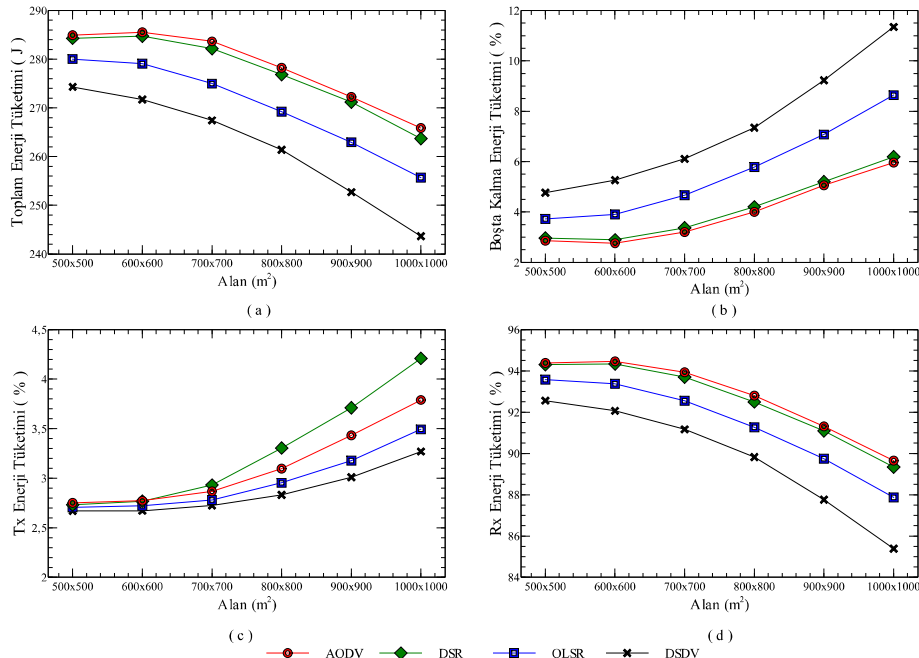 Toplam Enerji Tüketimi ( J )
290
280
270
260
250
240
500x500 600x600 700x700 800x800 900x900 1000x1000
Alan (m²)
( a )
Boşta Kalma Enerji Tüketimi ( % )
12
10
8
6
4
2
500x500 600x600 700x700 800x800 900x900 1000x1000
Alan (m²)
( b )
Tx Enerji Tüketimi ( % )
4,5
4
3,5
3
2,5
2
500x500 600x600 700x700 800x800 900x900 1000x1000
Alan (m²)
( c )
Rx Enerji Tüketimi ( % )
96
94
92
90
88
86
84
500x500 600x600 700x700 800x800 900x900 1000x1000
Alan (m²)
( d )
AODV DSR OLSR DSDV